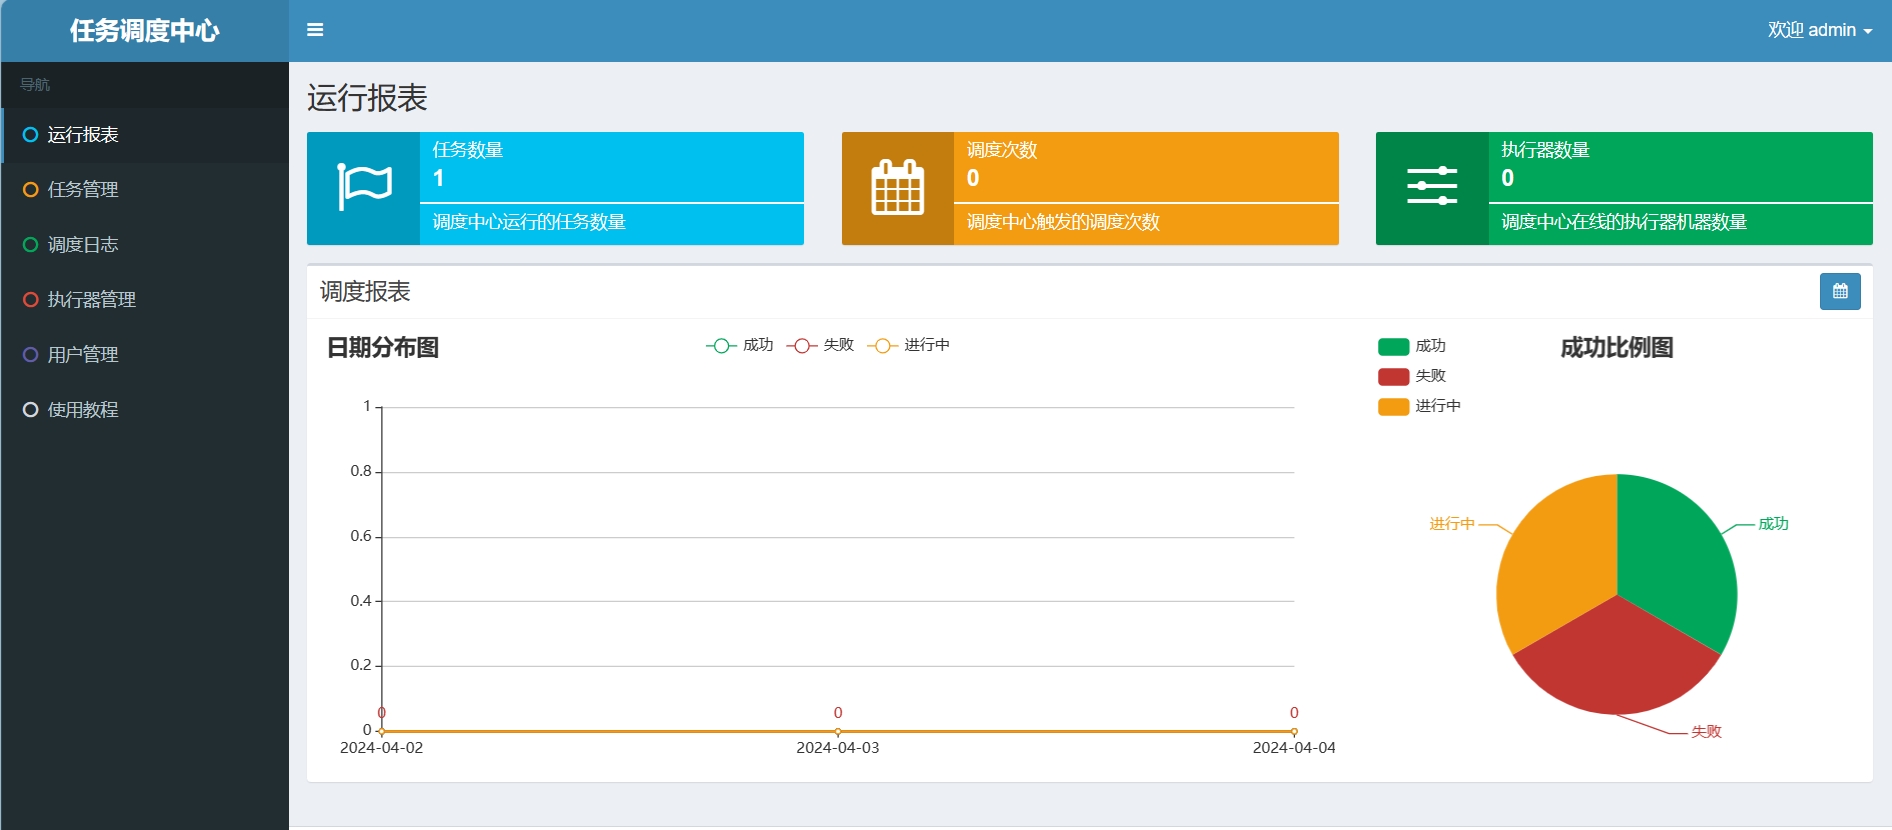 任务调度中心
欢迎 admin
导航
运行报表
任务管理
调度日志
执行器管理
用户管理
使用教程
运行报表
任务数量
1
调度中心运行的任务数量
调度次数
0
调度中心触发的调度次数
执行器数量
0
调度中心在线的执行器机器数量
调度报表
日期分布图
成功 失败 进行中
1
0.8
0.6
0.4
0.2
0
0 0 0
2024-04-02 2024-04-03 2024-04-04
成功
失败
进行中
成功比例图
进行中
成功
失败